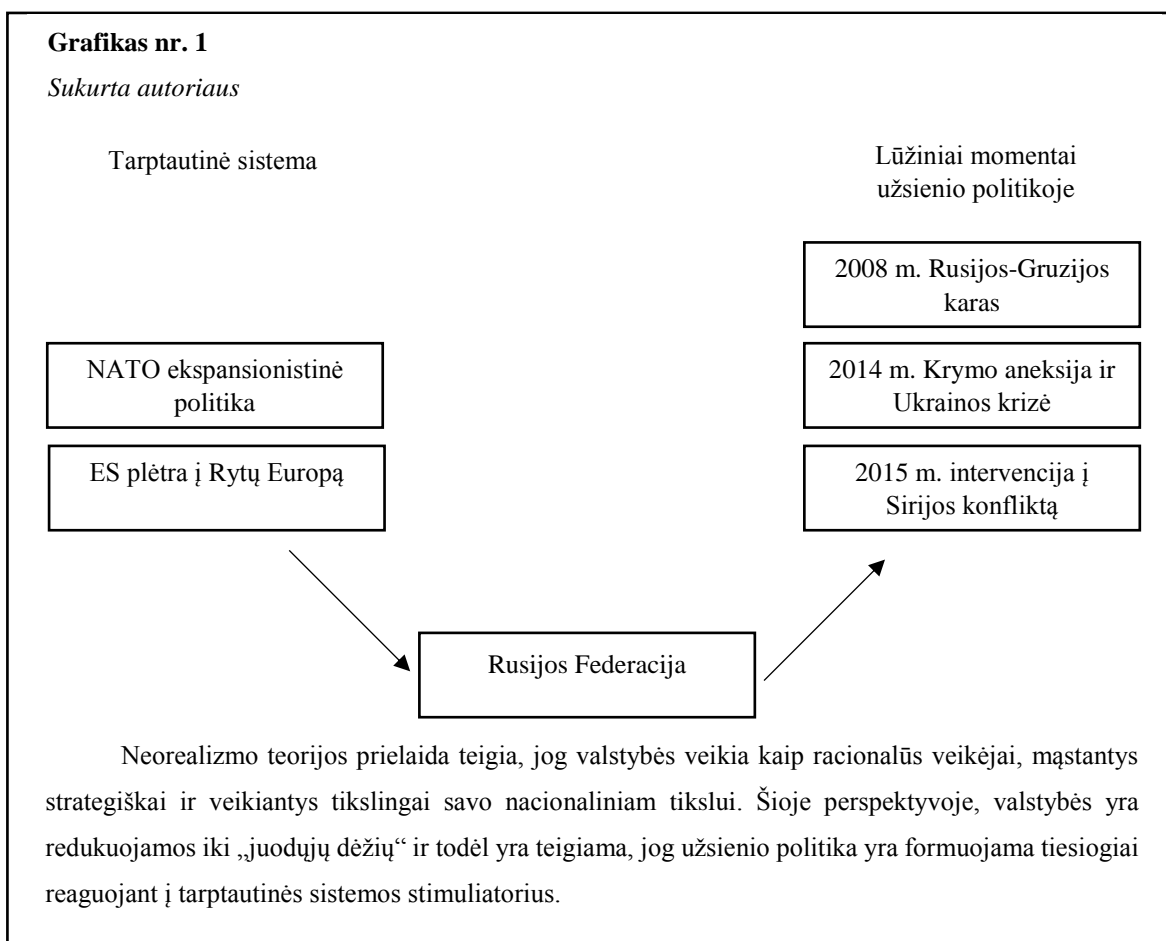 Grafikas nr. 1
Sukurta autoriaus
Tarptautinė sistema
Lūžiniai momentai
užsienio politikoje
2008 m. Rusijos-Gruzijos
karas
NATO ekspansionistinė
politika
2014 m. Krymo aneksija ir
Ukrainos krizė
ES plėtra į Rytų Europą
2015 m. intervencija į
Sirijos konfliktą
Rusijos Federacija
Neorealizmo teorijos prielaida teigia, jog valstybės veikia kaip racionalūs veikėjai, mąstantys
strategiškai ir veikiantys tikslingai savo nacionaliniam tikslui. Šioje perspektyvoje, valstybės yra
redukuojamos iki „juodųjų dėžių“ ir todėl yra teigiama, jog užsienio politika yra formuojama tiesiogiai
reaguojant į tarptautinės sistemos stimuliatorius.